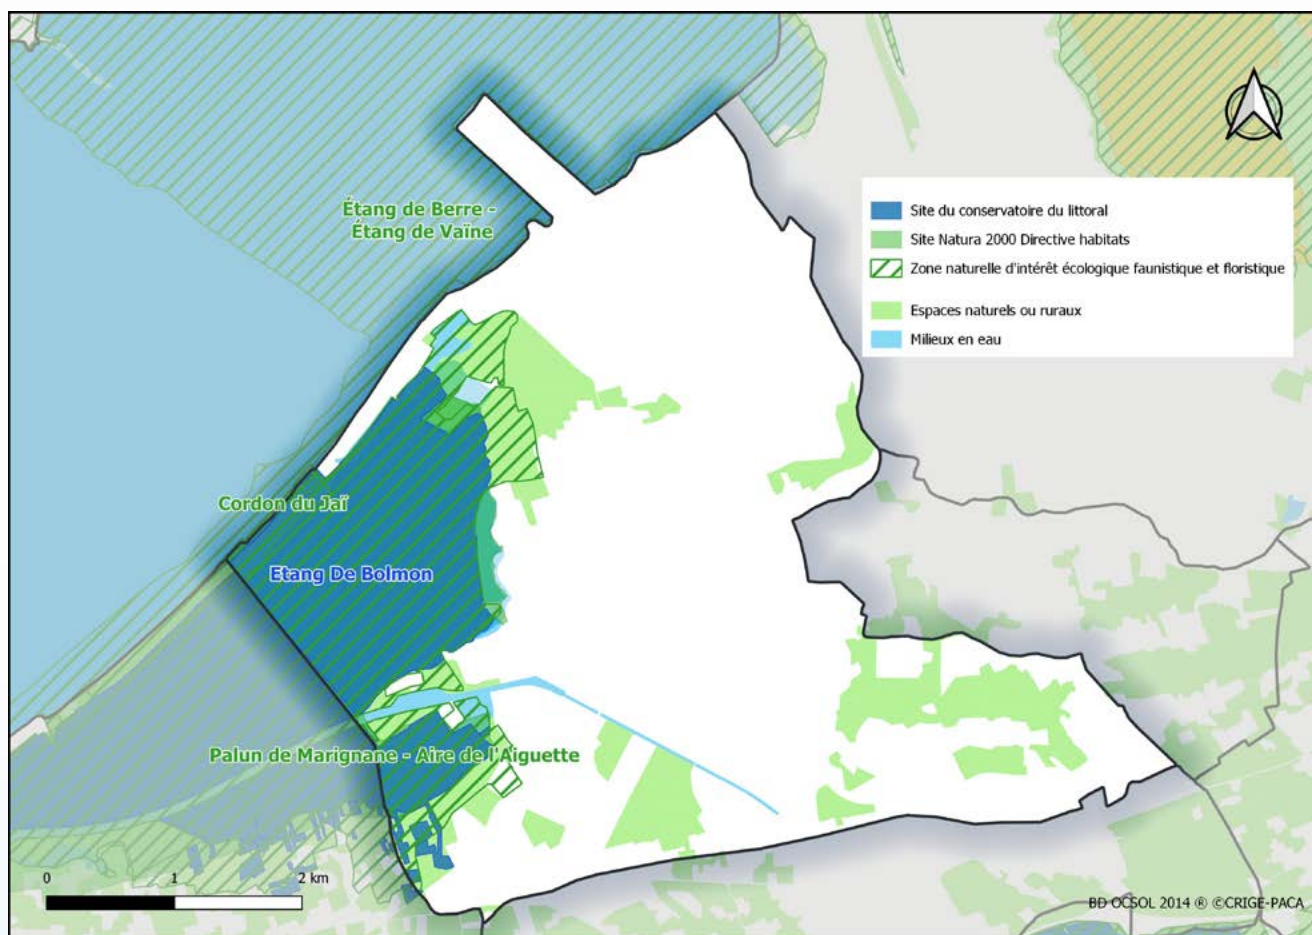 Étang de Berre -
Étang de Vaïne
Site du conservatoire du littoral
Site Natura 2000 Directive habitats
Zone naturelle d'intérêt écologique faunistique et floristique
Espaces naturels ou ruraux
Milieux en eau
Cordon du Jaï
Etang De Bolmon
Palun de Marignane - Aire de l'Aiguette
0 1 2 km
BD OCSOL 2014 ® ©CRIGE-PACA